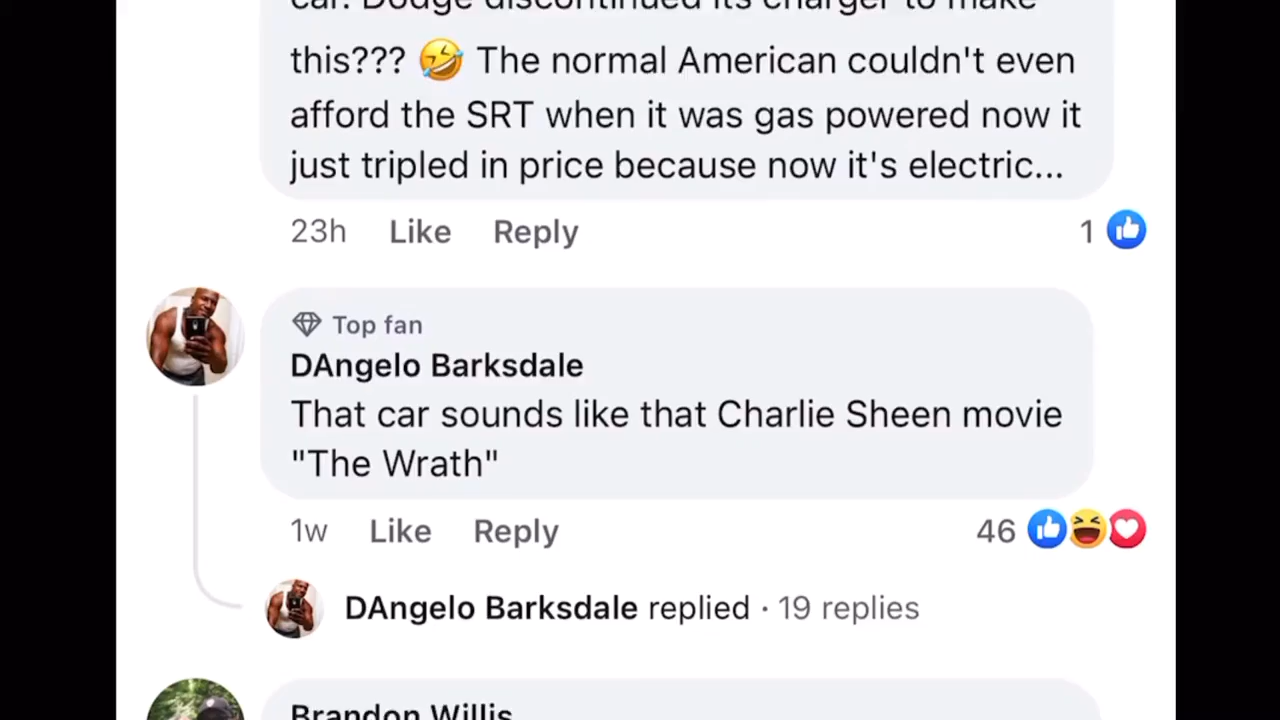 car. Dodge discontinued its charger to make
this??? 🤣 The normal American couldn't even
afford the SRT when it was gas powered now it
just tripled in price because now it's electric...
23h Like Reply 1
Top fan
DAngelo Barksdale
That car sounds like that Charlie Sheen movie
"The Wrath"
1w Like Reply 46
DAngelo Barksdale replied · 19 replies
Brandon Willis